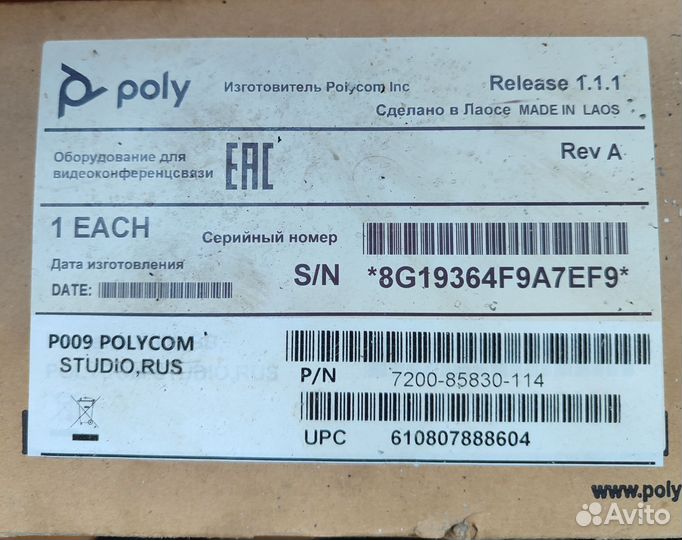 poly
Изготовитель Polycom Inc
Release 1.1.1
Сделано в Лаосе MADE IN LAOS
Оборудование для
видеоконференцсвязи
EAC
Rev A
1 EACH
Серийный номер
S/N *8G19364F9A7EF9*
Дата изготовления
DATE:
P009 POLYCOM
STUDIO,RUS
P/N 7200-85830-114
UPC 610807888604
www.poly
Avito